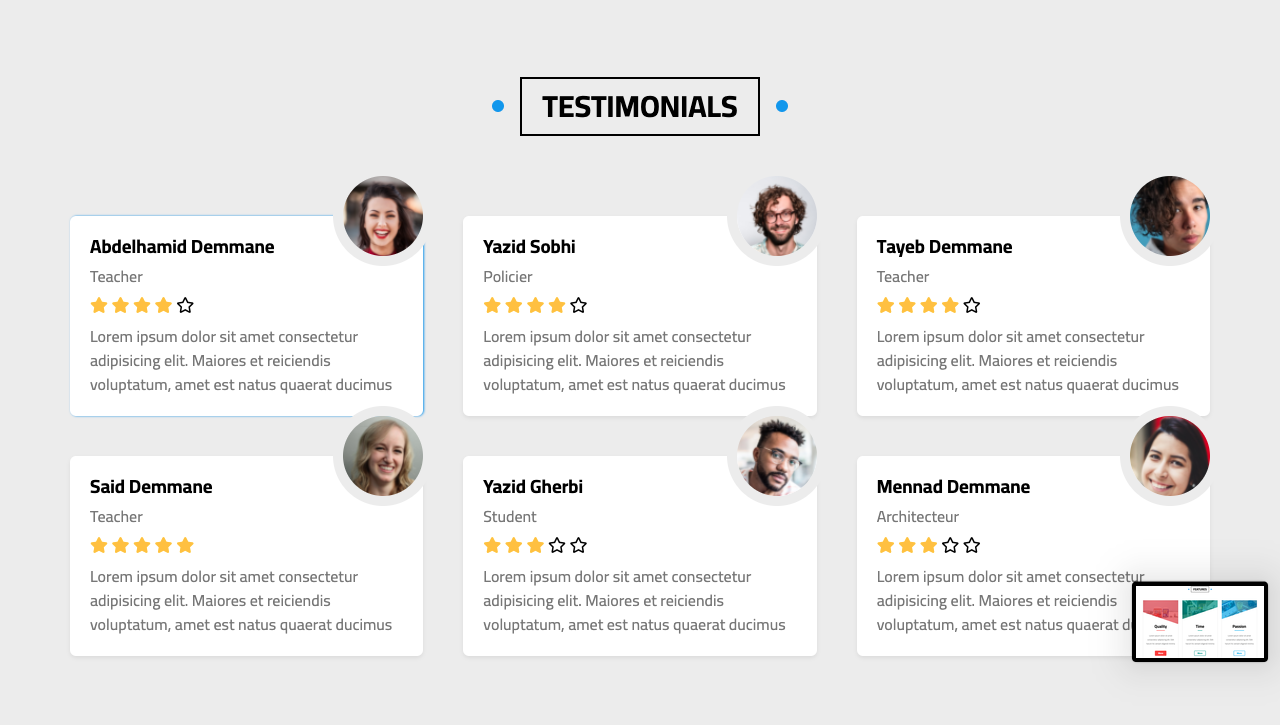 TESTIMONIALS
Abdelhamid Demmane
Teacher
Lorem ipsum dolor sit amet consectetur
adipisicing elit. Maiores et reiciendis
voluptatum, amet est natus quaerat ducimus
Yazid Sobhi
Policier
Lorem ipsum dolor sit amet consectetur
adipisicing elit. Maiores et reiciendis
voluptatum, amet est natus quaerat ducimus
Tayeb Demmane
Teacher
Lorem ipsum dolor sit amet consectetur
adipisicing elit. Maiores et reiciendis
voluptatum, amet est natus quaerat ducimus
Said Demmane
Teacher
Lorem ipsum dolor sit amet consectetur
adipisicing elit. Maiores et reiciendis
voluptatum, amet est natus quaerat ducimus
Yazid Gherbi
Student
Lorem ipsum dolor sit amet consectetur
adipisicing elit. Maiores et reiciendis
voluptatum, amet est natus quaerat ducimus
Mennad Demmane
Architecteur
Lorem ipsum dolor sit amet consectetur
adipisicing elit. Maiores et reiciendis
voluptatum, amet est natus quaerat
Quality
Time
Passion